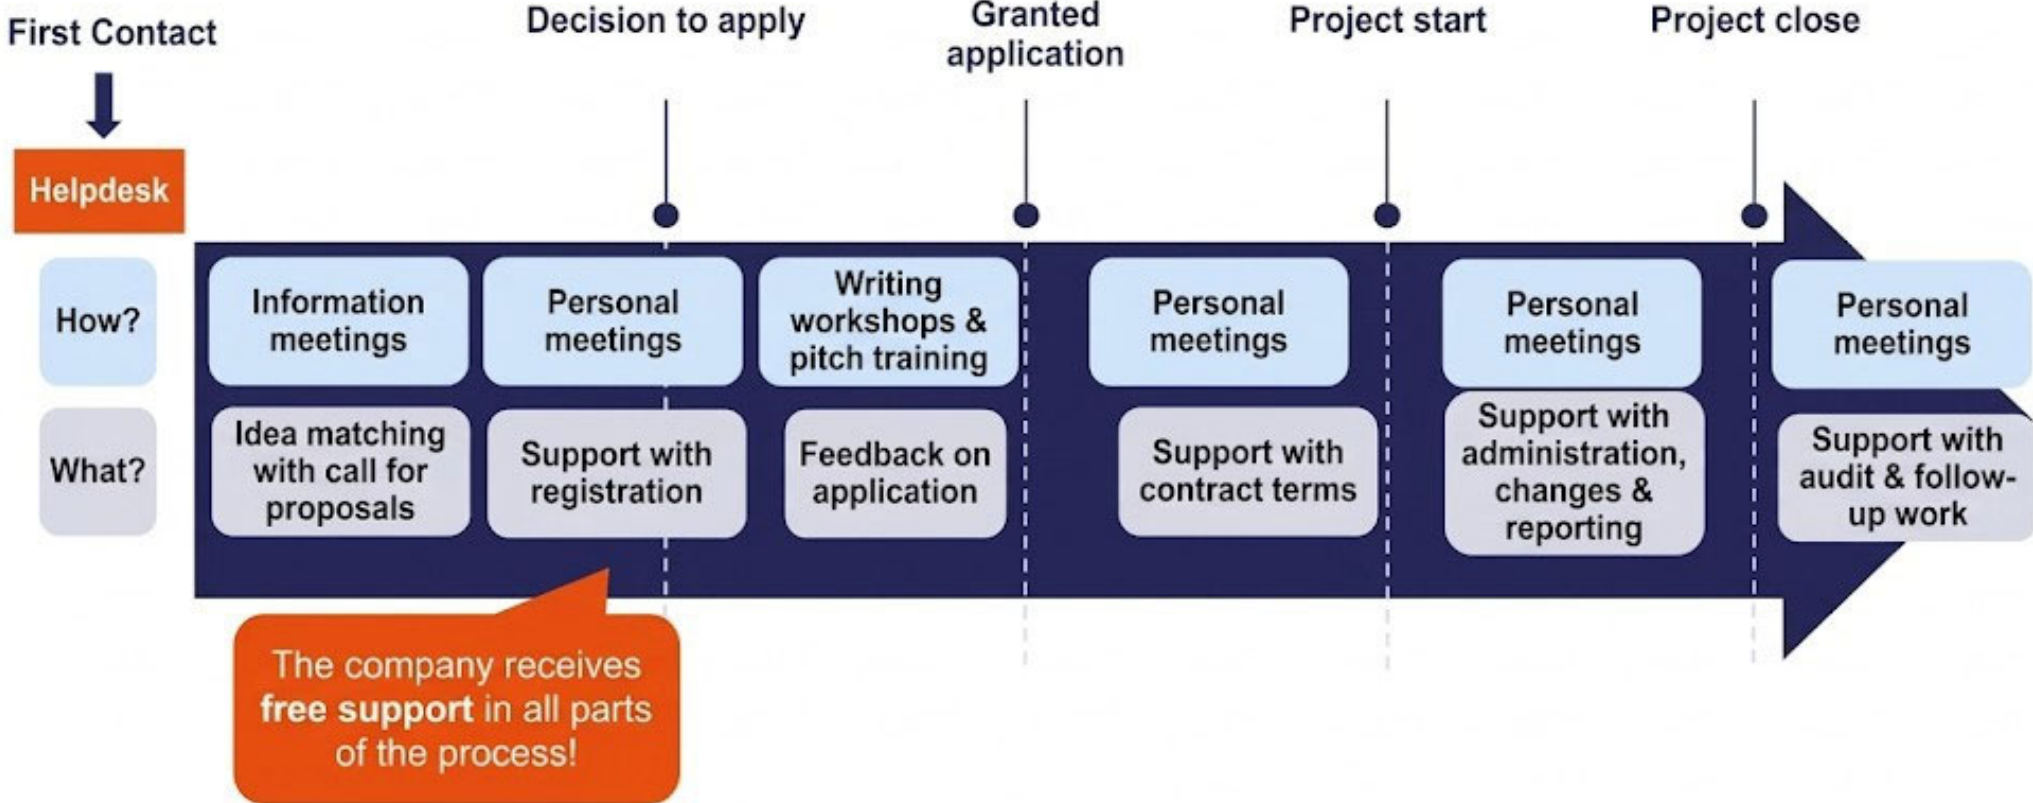 First Contact
Decision to apply
Granted
application
Project start
Project close
Helpdesk
How?
Information
meetings
Personal
meetings
Writing
workshops &
pitch training
Personal
meetings
Personal
meetings
Personal
meetings
What?
Idea matching
with call for
proposals
Support with
registration
Feedback on
application
Support with
contract terms
Support with
administration,
changes &
reporting
Support with
audit & follow-
up work
The company receives
free support in all parts
of the process!